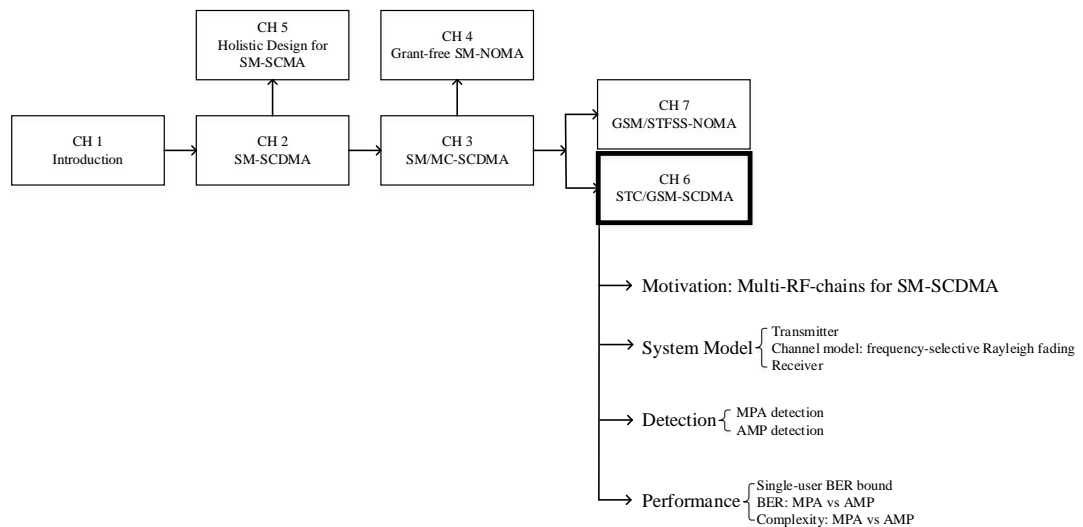 CH 5
Holistic Design for
SM-SCMA
CH 4
Grant-free SM-NOMA
CH 1
Introduction
CH 2
SM-SCDMA
CH 3
SM/MC-SCDMA
CH 7
GSM/STFSS-NOMA
CH 6
STC/GSM-SCDMA
Motivation: Multi-RF-chains for SM-SCDMA
System Model
Transmitter
Channel model: frequency-selective Rayleigh fading
Receiver
Detection
MPA detection
AMP detection
Performance
Single-user BER bound
BER: MPA vs AMP
Complexity: MPA vs AMP